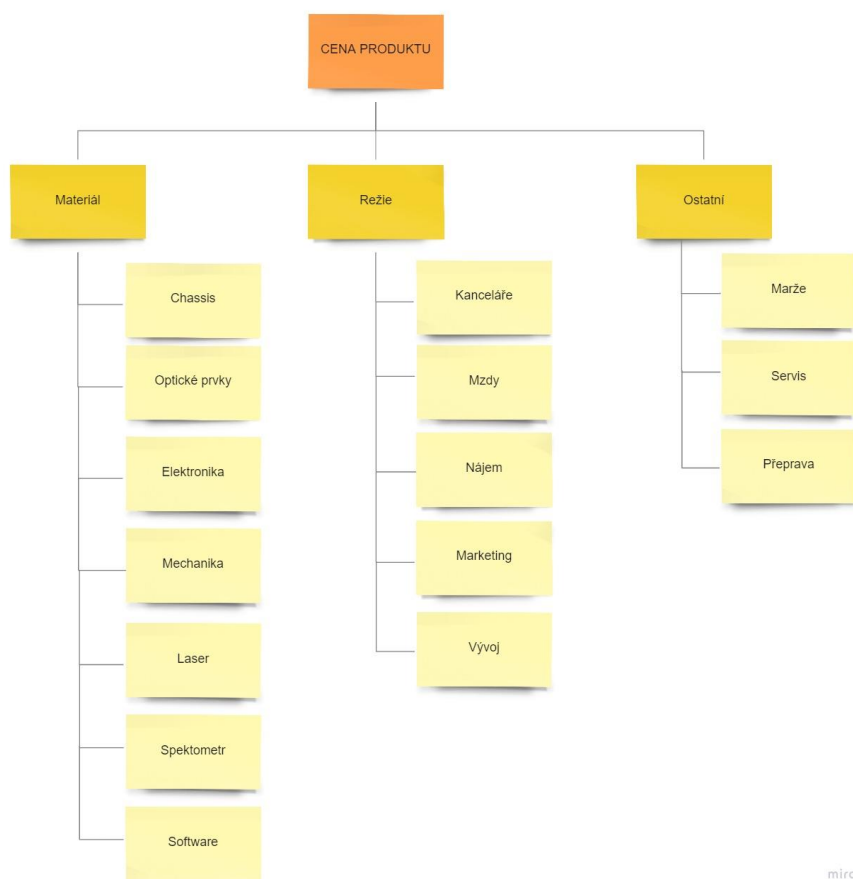 CENA PRODUKTU
Materiál
Režie
Ostatní
Chassis
Optické prvky
Elektronika
Mechanika
Laser
Spektometr
Software
Kanceláře
Mzdy
Nájem
Marketing
Vývoj
Marže
Servis
Přeprava
miro